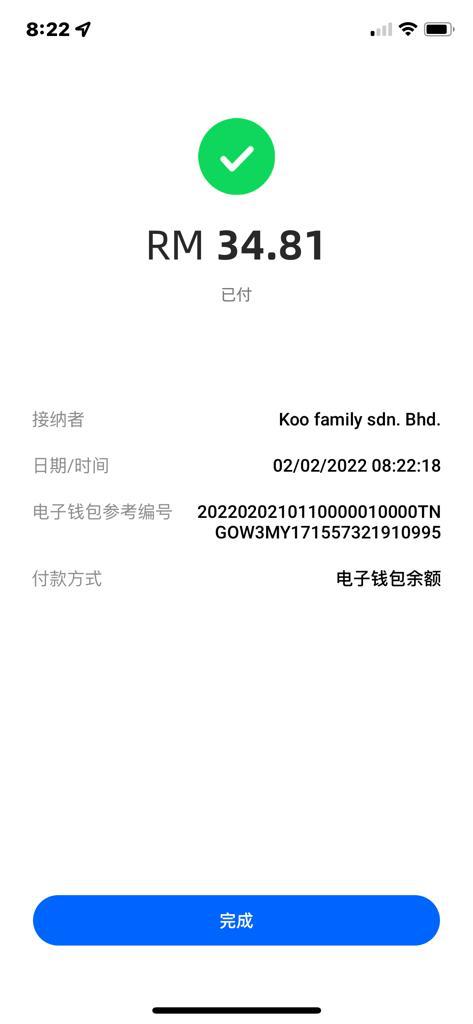 8:22
RM 34.81
已付
接纳者 Koo family sdn. Bhd.
日期/时间 02/02/2022 08:22:18
电子钱包参考编号 2022020210110000010000TN
GOW3MY171557321910995
付款方式 电子钱包余额
完成